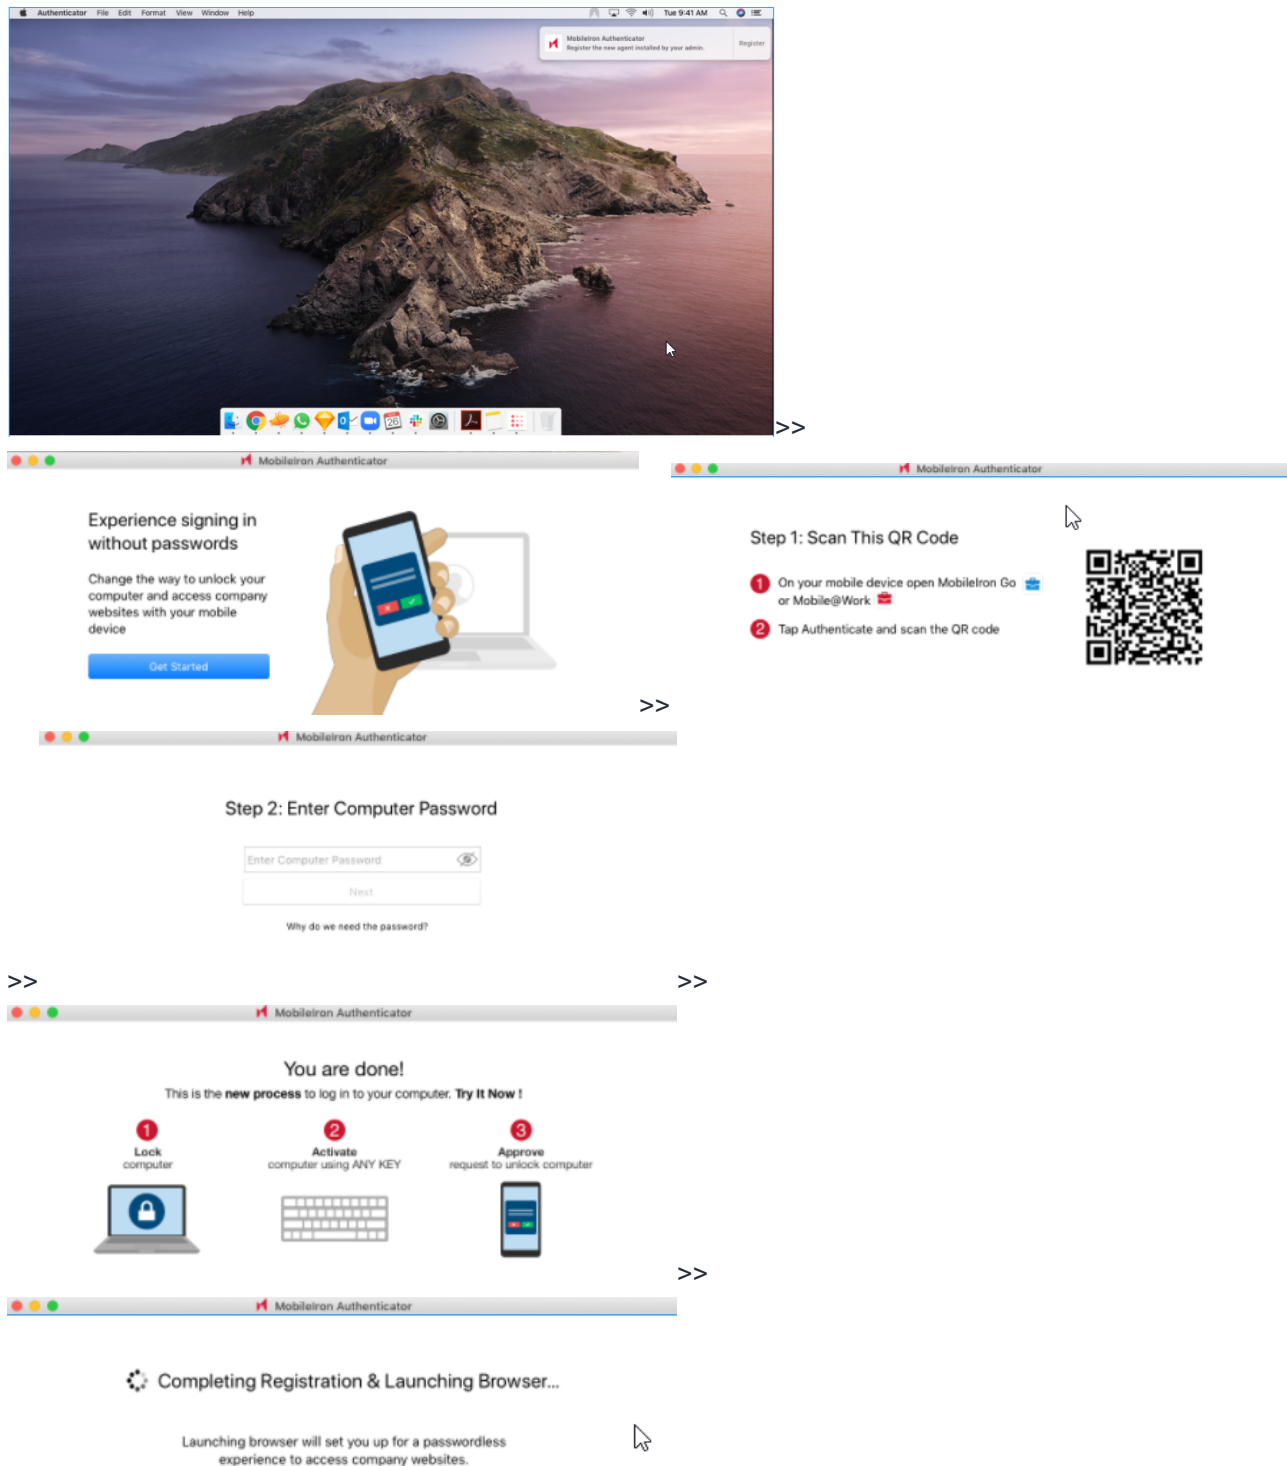 Authenticator File Edit Format View Window Help
Tue 9:41 AM
MobileIron Authenticator
Register the new agent installed by your admin.
Register
26
>>
MobileIron Authenticator
Experience signing in
without passwords
Change the way to unlock your
computer and access company
websites with your mobile
device
Get Started
>>
MobileIron Authenticator
Step 1: Scan This QR Code
1 On your mobile device open MobileIron Go
or Mobile@Work
2 Tap Authenticate and scan the QR code
>>
MobileIron Authenticator
Step 2: Enter Computer Password
Enter Computer Password
Next
Why do we need the password?
>>
MobileIron Authenticator
You are done!
This is the new process to log in to your computer. Try It Now !
1
Lock
computer
2
Activate
computer using ANY KEY
3
Approve
request to unlock computer
>>
MobileIron Authenticator
Completing Registration & Launching Browser...
Launching browser will set you up for a passwordless
experience to access company websites.